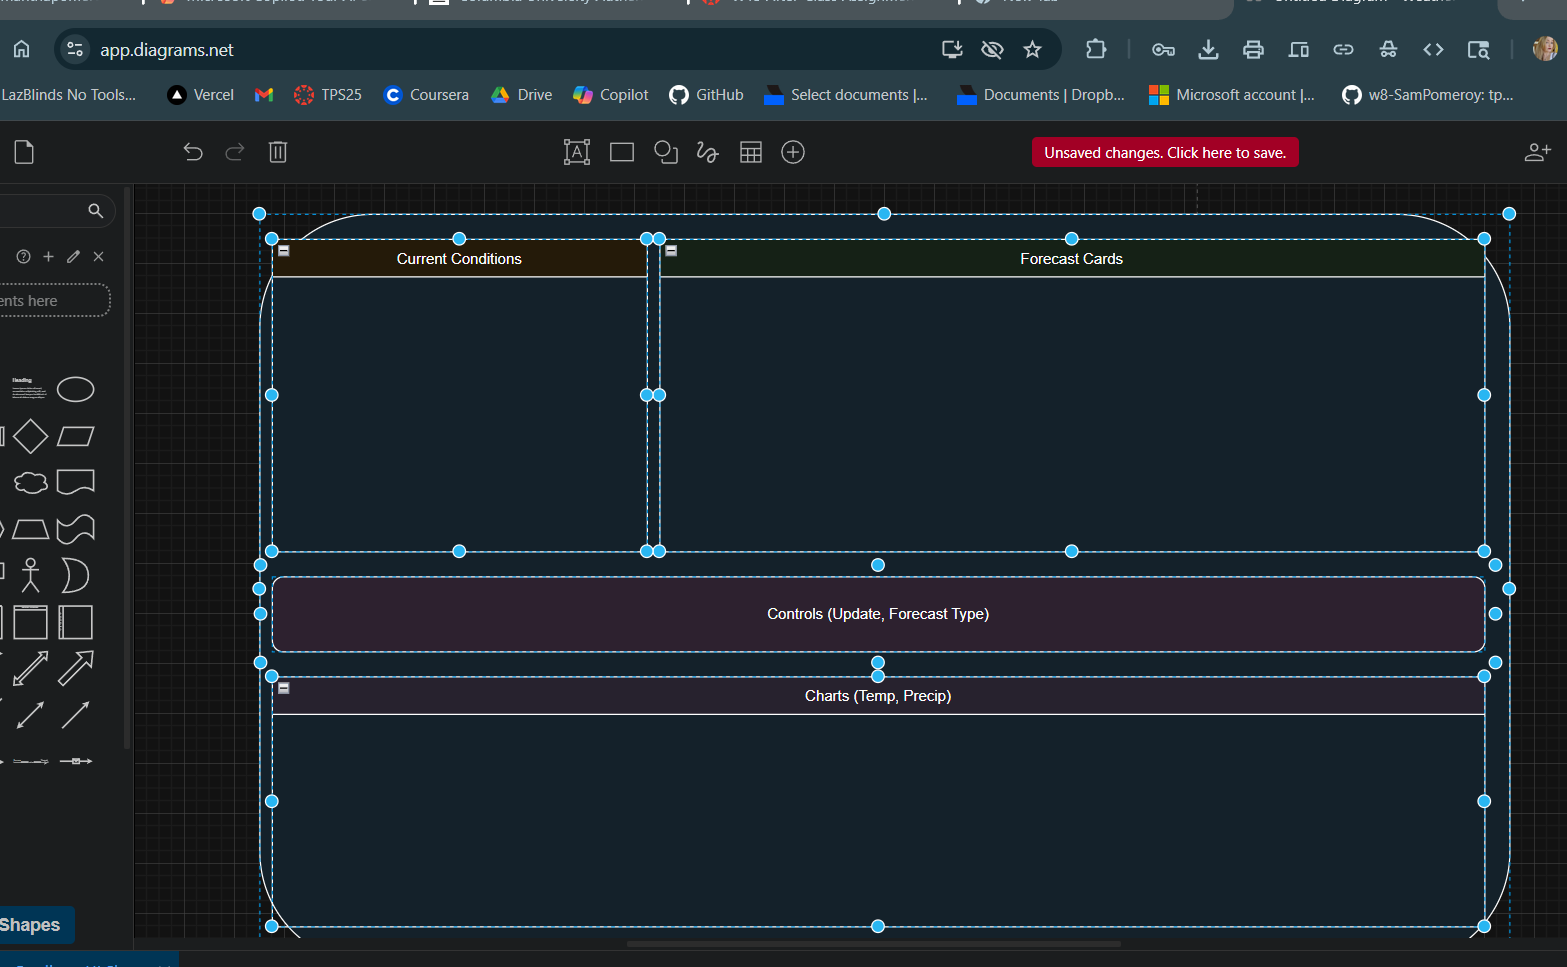 app.diagrams.net
LazBlinds No Tools...
Vercel
TPS25
Coursera
Drive
Copilot
GitHub
Select documents |...
Documents | Dropb...
Microsoft account |...
w8-SamPomeroy: tp...
Unsaved changes. Click here to save.
ents here
Heading
Current Conditions
Forecast Cards
Controls (Update, Forecast Type)
Charts (Temp, Precip)
Shapes